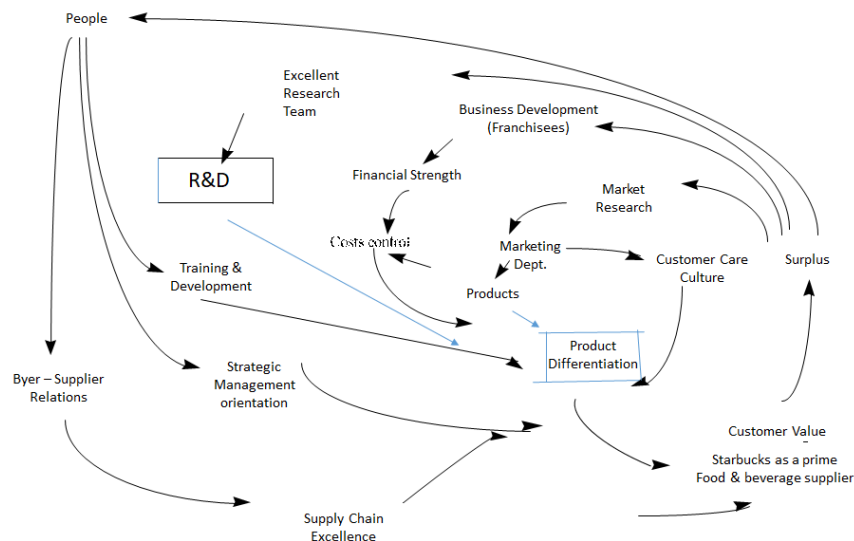 People
Excellent
Research
Team
Business Development
(Franchisees)
R&D
Financial Strength
Market
Research
Costs control
Marketing
Dept.
Customer Care
Culture
Surplus
Training &
Development
Products
Product
Differentiation
Byer – Supplier
Relations
Strategic
Management
orientation
Customer Value
-
Starbucks as a prime
Food & beverage supplier
Supply Chain
Excellence